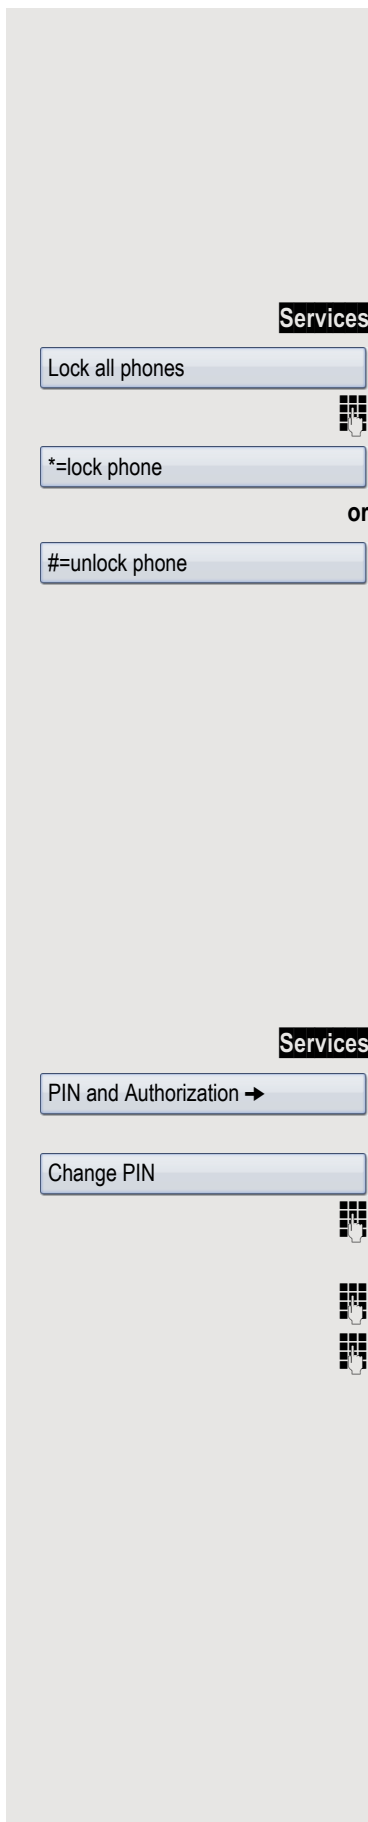 Services
Lock all phones
*=lock phone
or
#=unlock phone
Services
PIN and Authorization →
Change PIN